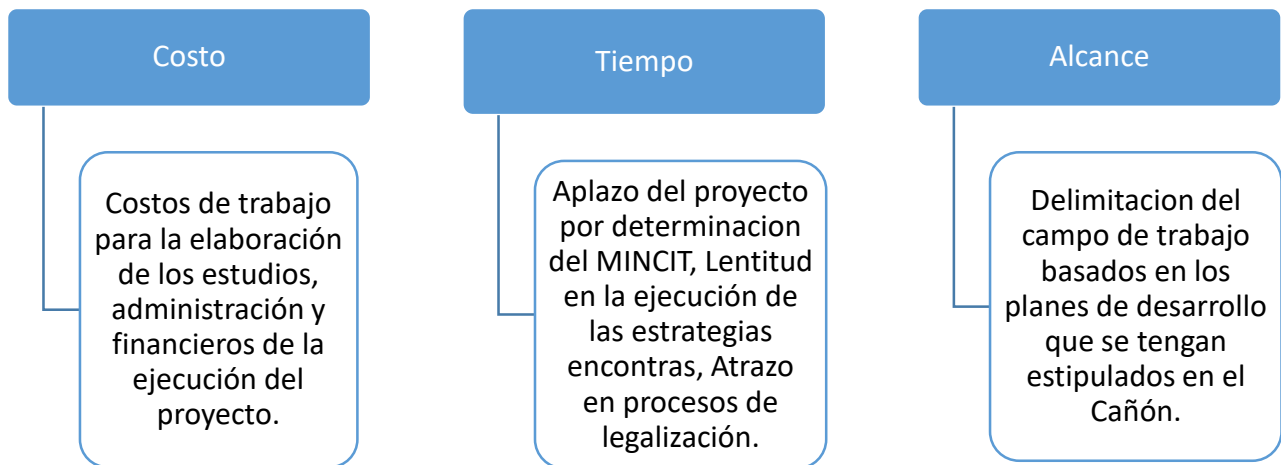 Costo
Costos de trabajo
para la elaboración
de los estudios,
administración y
financieros de la
ejecución del
proyecto.
Tiempo
Aplazo del proyecto
por determinacion
del MINCIT, Lentitud
en la ejecución de
las estrategias
encontras, Atrazo
en procesos de
legalización.
Alcance
Delimitacion del
campo de trabajo
basados en los
planes de desarrollo
que se tengan
estipulados en el
Cañón.